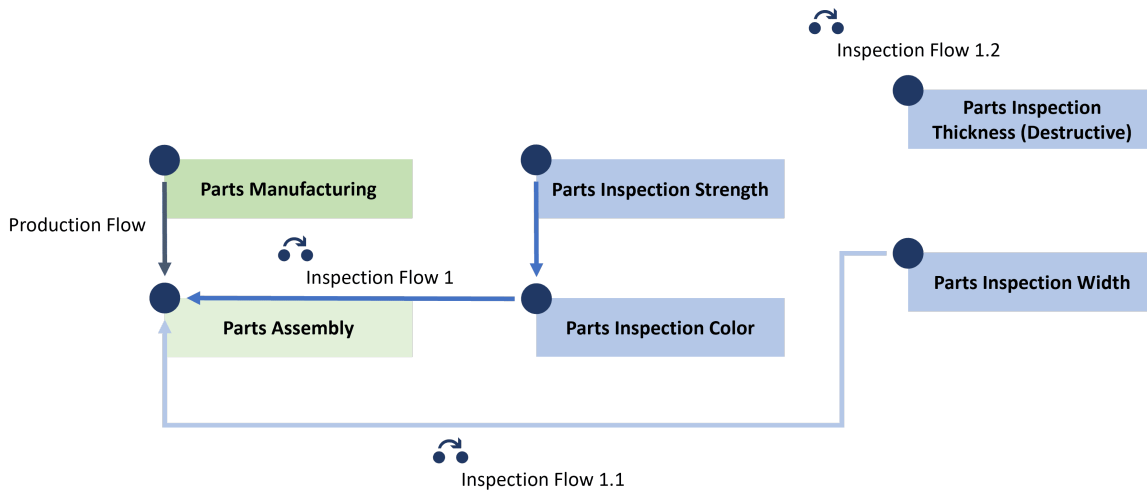 Inspection Flow 1.2
Parts Inspection
Thickness (Destructive)
Parts Manufacturing
Parts Inspection Strength
Production Flow
Inspection Flow 1
Parts Inspection Width
Parts Assembly
Parts Inspection Color
Inspection Flow 1.1